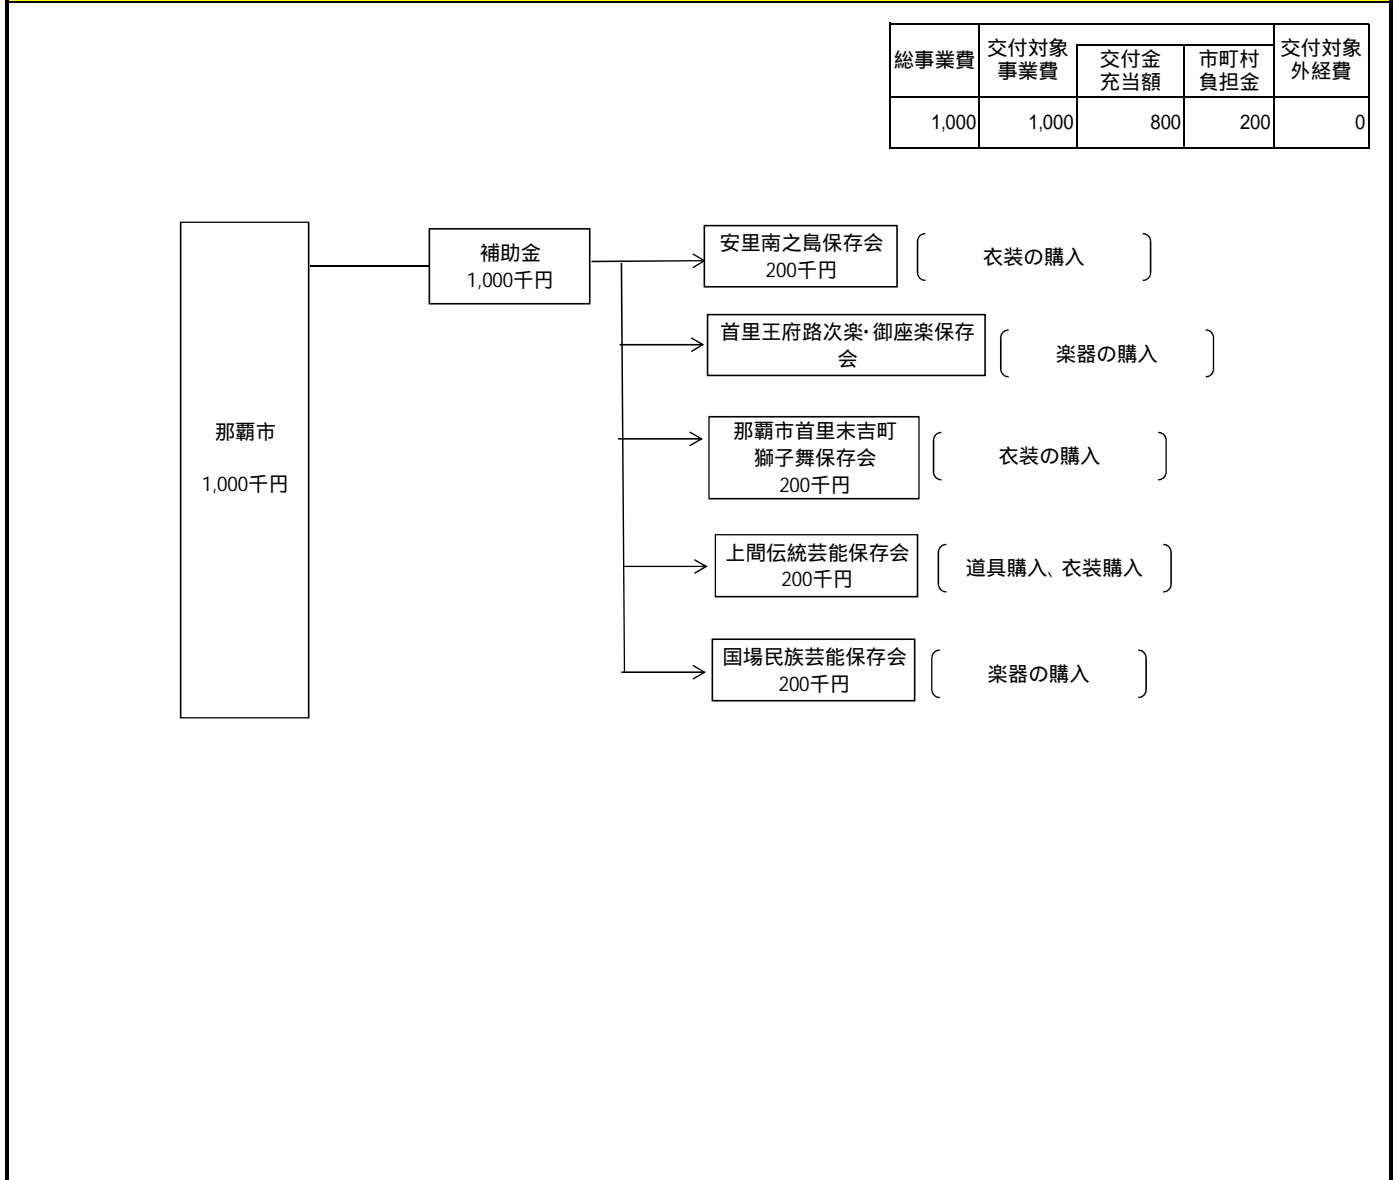 総事業費
交付対象
事業費
交付金
充当額
市町村
負担金
交付対象
外経費
1,000
1,000
800
200
0
那覇市
1,000千円
補助金
1,000千円
安里南之島保存会
200千円
衣装の購入
首里王府路次楽・御座楽保存
会
楽器の購入
那覇市首里末吉町
獅子舞保存会
200千円
衣装の購入
上間伝統芸能保存会
200千円
道具購入、衣装購入
国場民族芸能保存会
200千円
楽器の購入